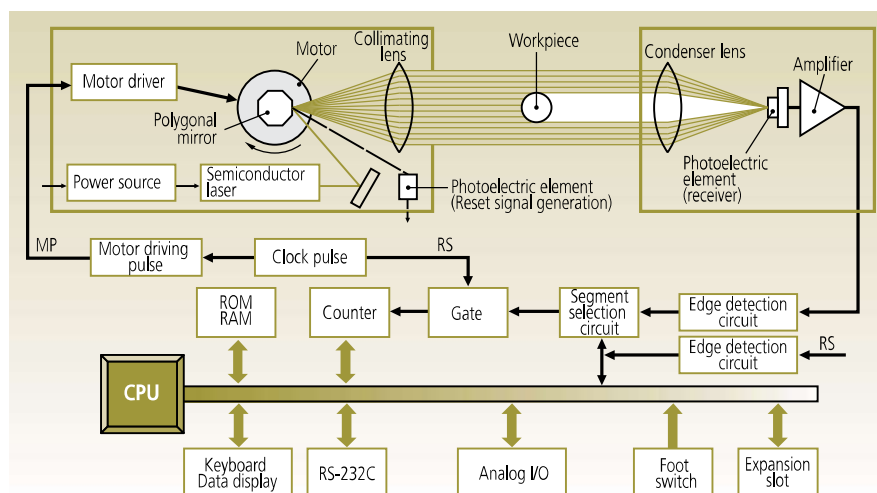 Motor
Collimating
lens
Workpiece
Condenser lens
Amplifier
Motor driver
Polygonal
mirror
Power source
Semiconductor
laser
Photoelectric element
(Reset signal generation)
Photoelectric
element
(receiver)
MP
Motor driving
pulse
Clock pulse
RS
ROM
RAM
Counter
Gate
Segment
selection
circuit
Edge detection
circuit
Edge detection
circuit
RS
CPU
Keyboard
Data display
RS-232C
Analog I/O
Foot
switch
Expansion
slot